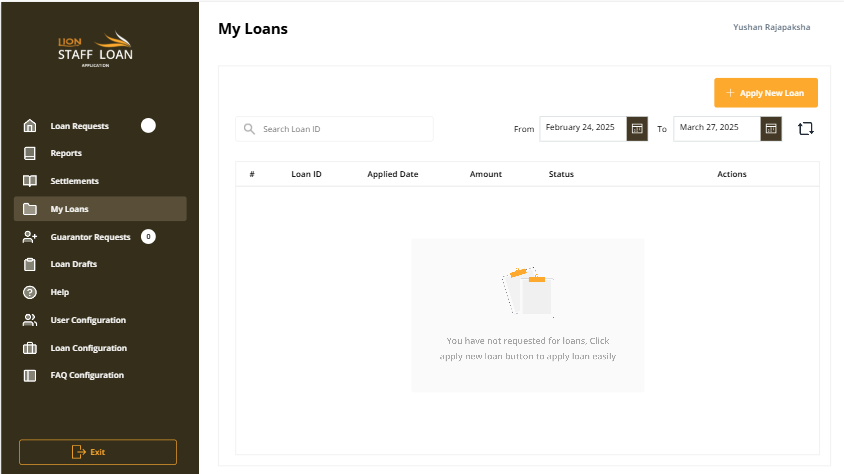 LION
STAFF LOAN
APPLICATION
Loan Requests
Reports
Settlements
My Loans
Guarantor Requests 0
Loan Drafts
Help
User Configuration
Loan Configuration
FAQ Configuration
Exit
My Loans
Yushan Rajapaksha
+ Apply New Loan
Search Loan ID
From February 24, 2025 To March 27, 2025
# Loan ID Applied Date Amount Status Actions
You have not requested for loans. Click
apply new loan button to apply loan easily